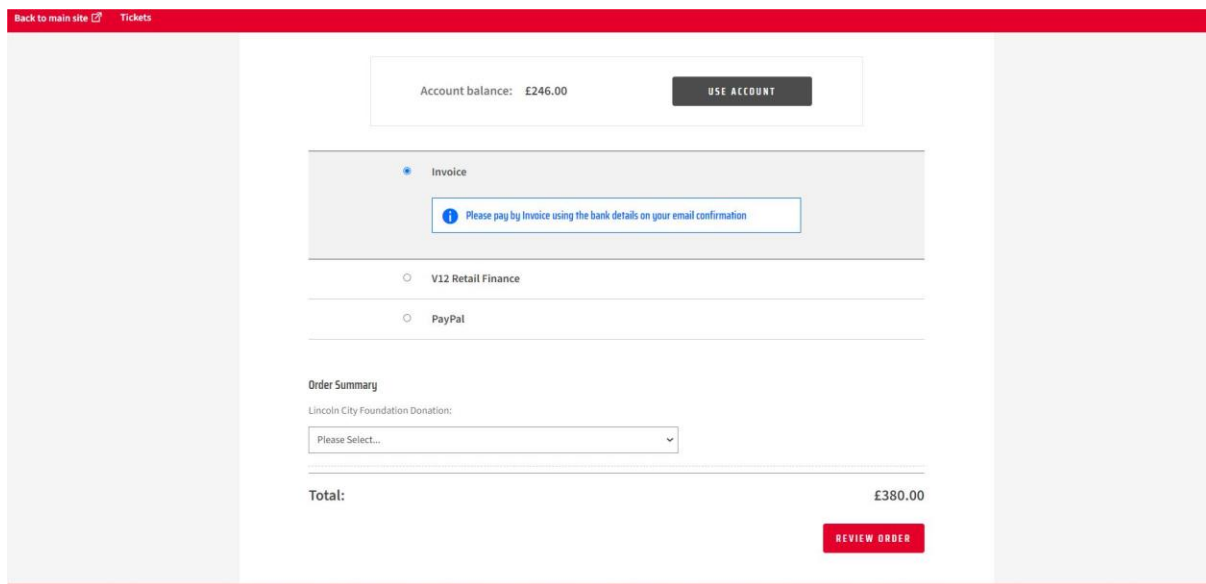 Back to main site Tickets
Account balance: £246.00 USE ACCOUNT
Invoice
Please pay by Invoice using the bank details on your email confirmation
V12 Retail Finance
PayPal
Order Summary
Lincoln City Foundation Donation:
Please Select...
Total: £380.00
REVIEW ORDER